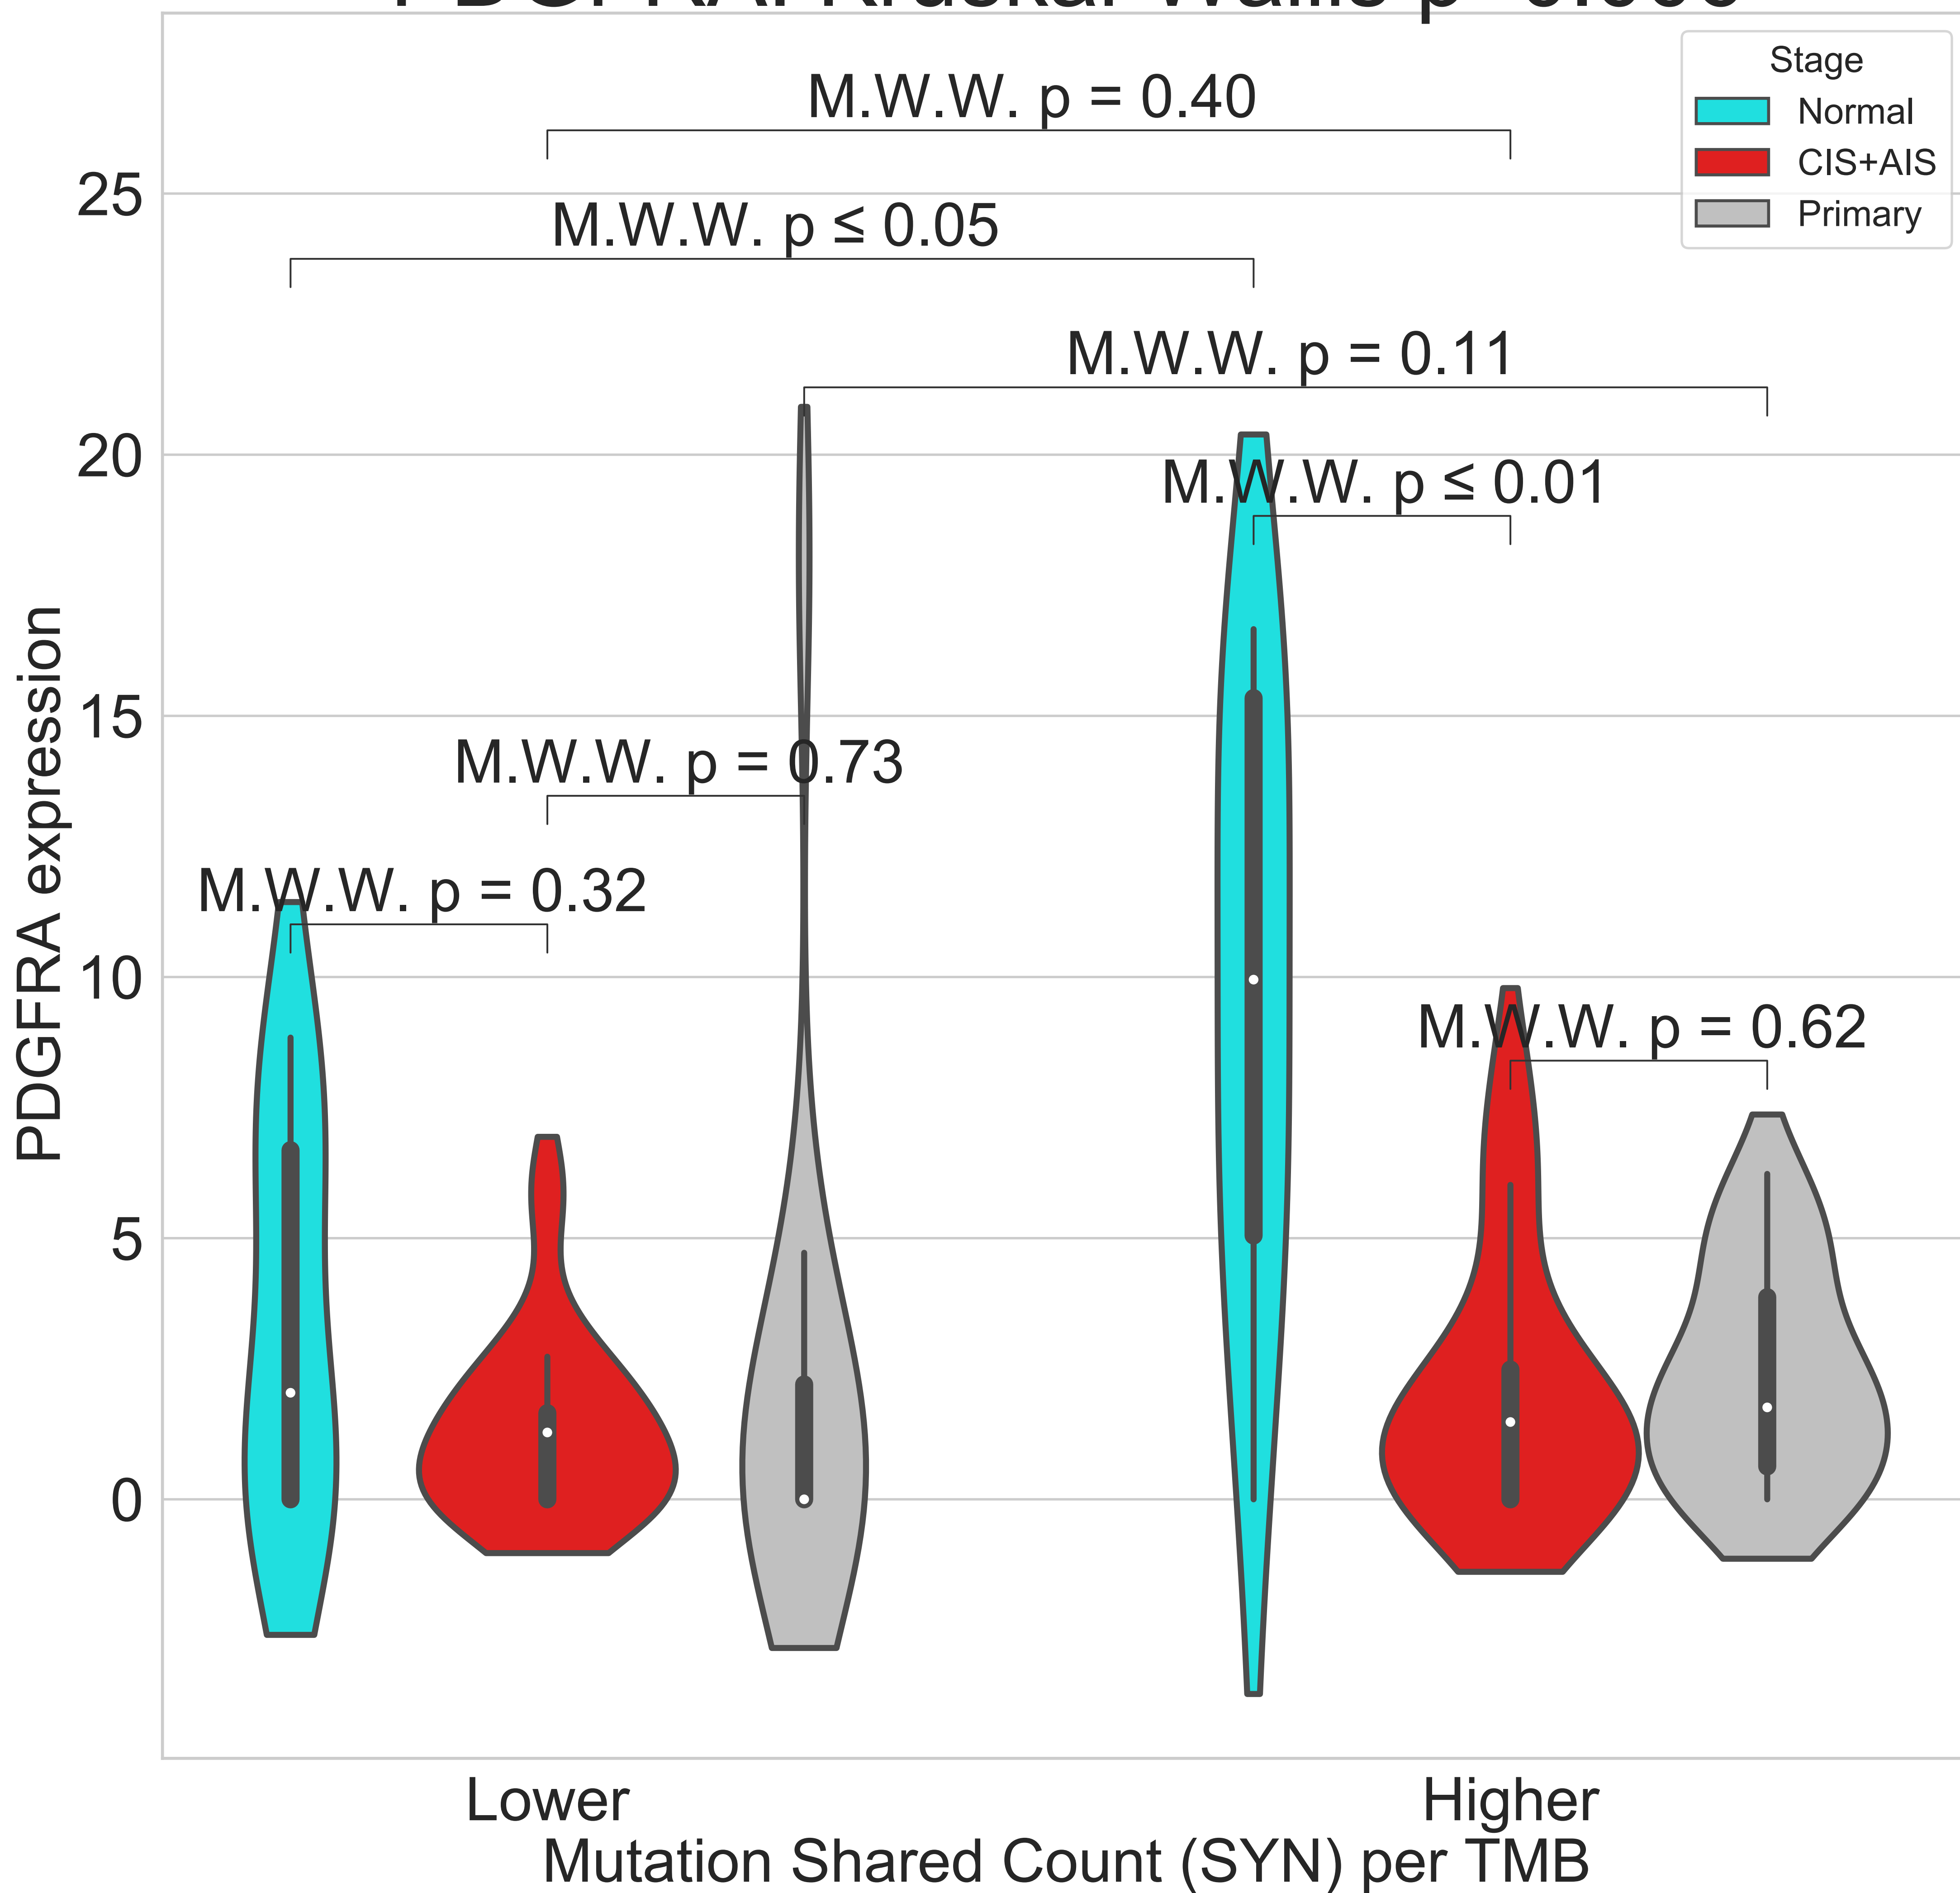 Stage
Normal
CIS+AIS
Primary
M.W.W. p = 0.40
M.W.W. p ≤ 0.05
M.W.W. p = 0.11
M.W.W. p ≤ 0.01
M.W.W. p = 0.73
M.W.W. p = 0.32
M.W.W. p = 0.62
25
20
15
10
5
0
PDGFRA expression
Lower
Higher
Mutation Shared Count (SYN) per TMB